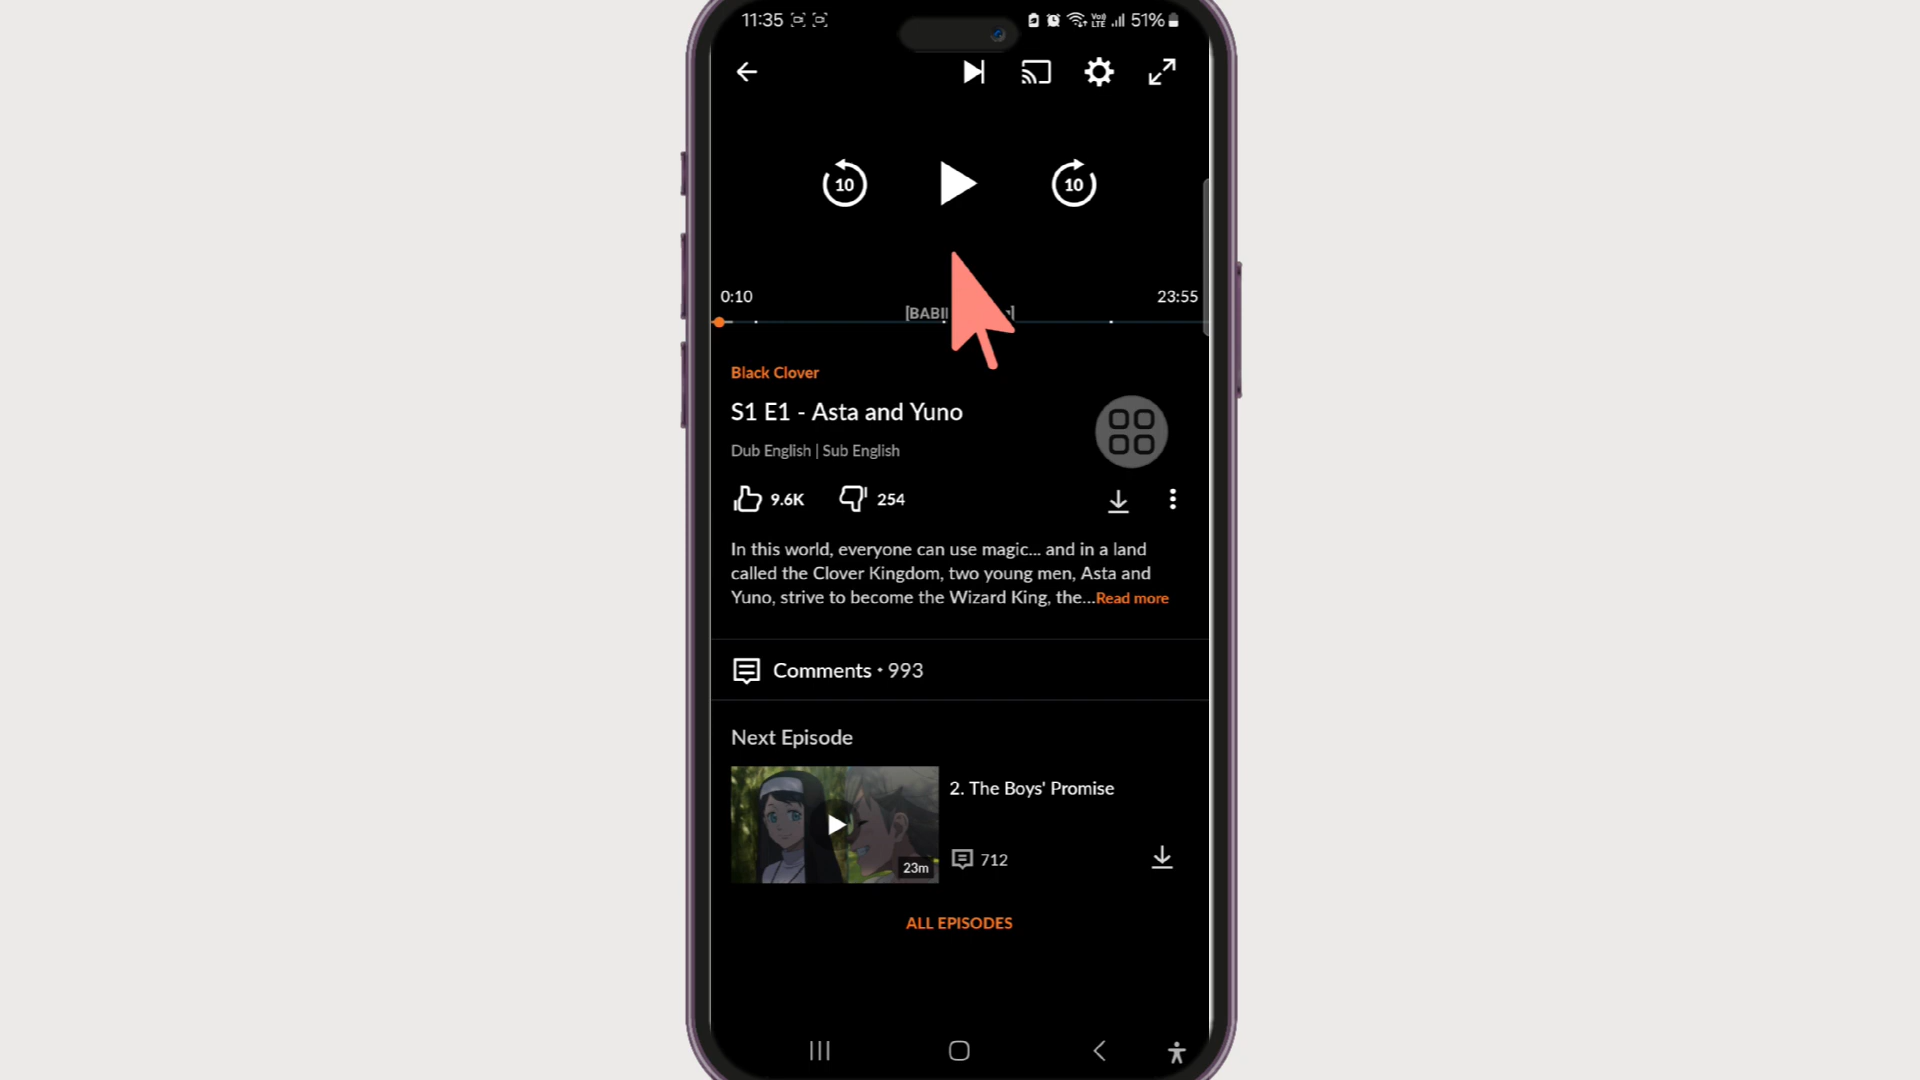 11:35
51%
10
10
0:10
23:55
Black Clover
S1 E1 - Asta and Yuno
Dub English | Sub English
9.6K
254
In this world, everyone can use magic... and in a land
called the Clover Kingdom, two young men, Asta and
Yuno, strive to become the Wizard King, the...Read more
Comments • 993
Next Episode
2. The Boys' Promise
23m
712
ALL EPISODES